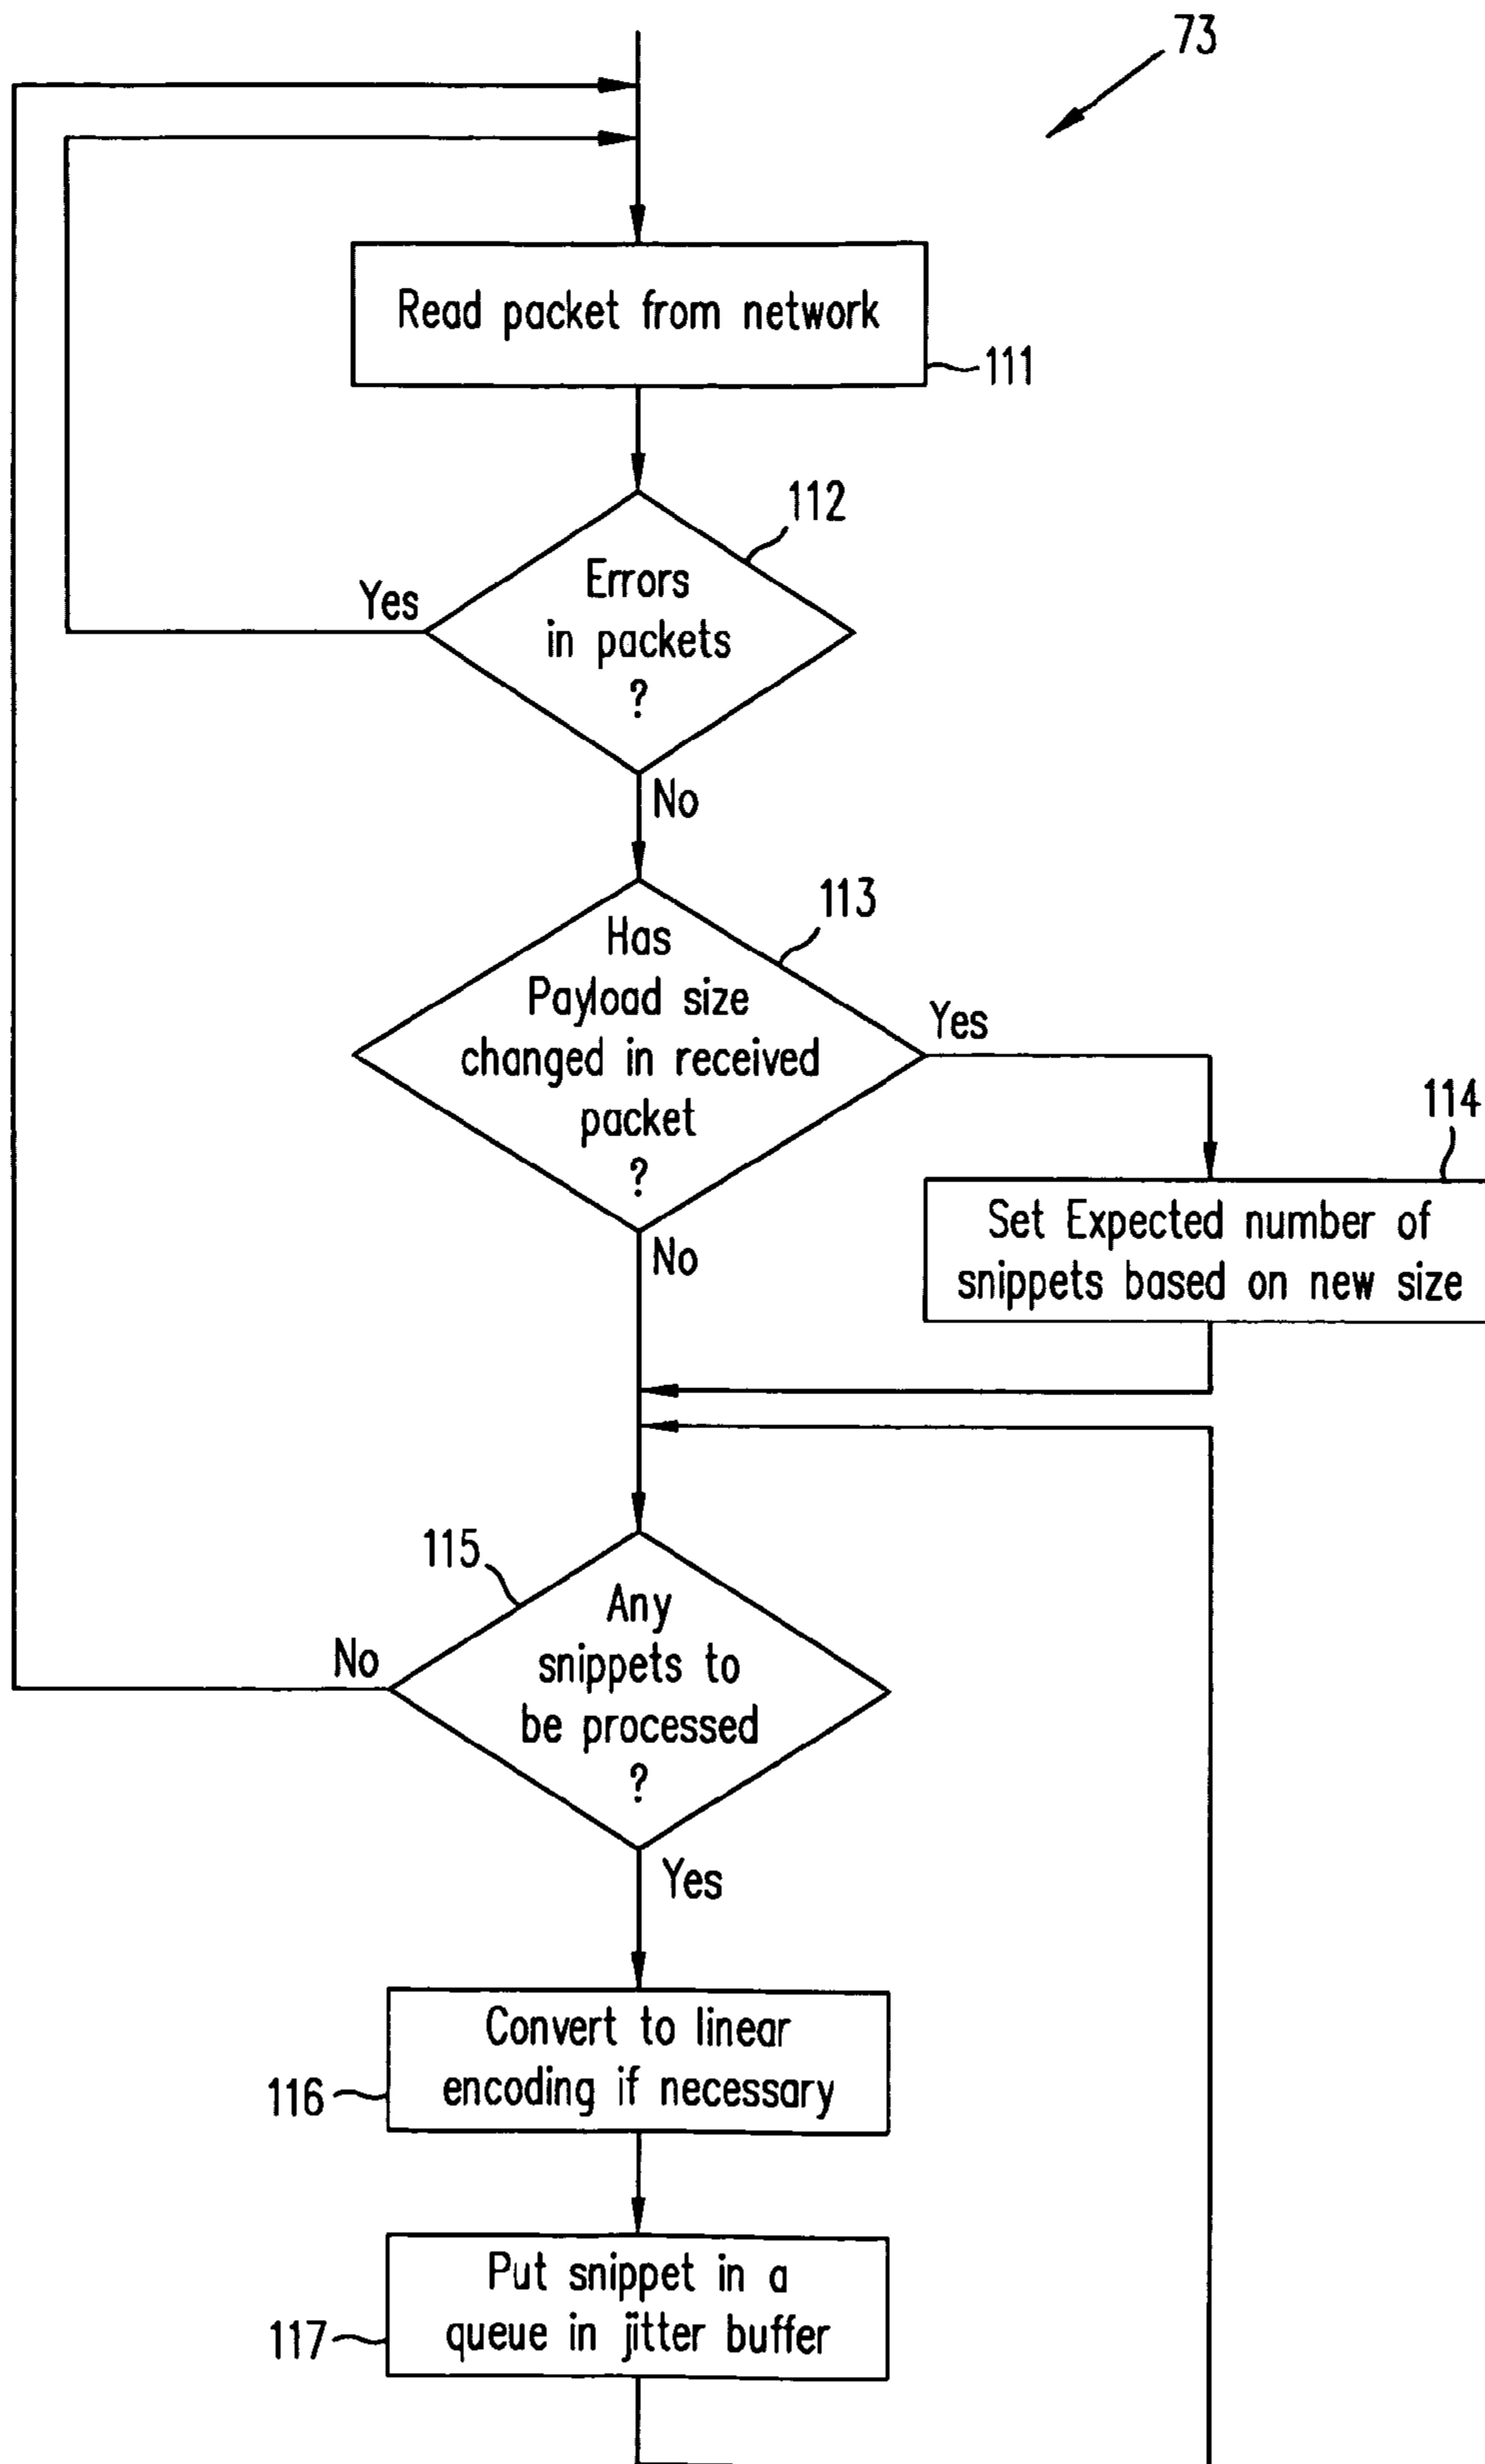 73
Read packet from network
111
112
Errors
in packets
?
Yes
No
113
Has
Payload size
changed in received
packet
?
Yes
No
114
Set Expected number of
snippets based on new size
115
Any
snippets to
be processed
?
No
Yes
Convert to linear
encoding if necessary
116
Put snippet in a
queue in jitter buffer
117